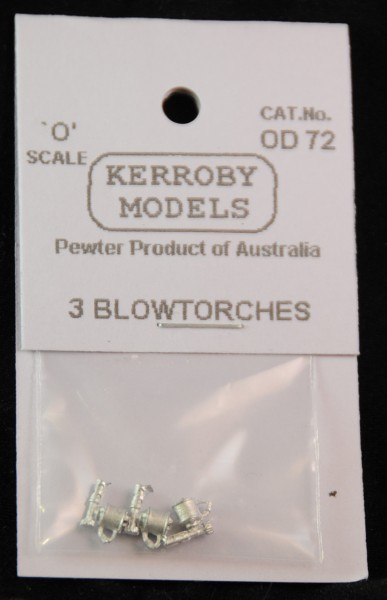 `O'
SCALE
CAT.No.
OD 72
KERROBY
MODELS
Pewter Product of Australia
3 BLOWTORCHES